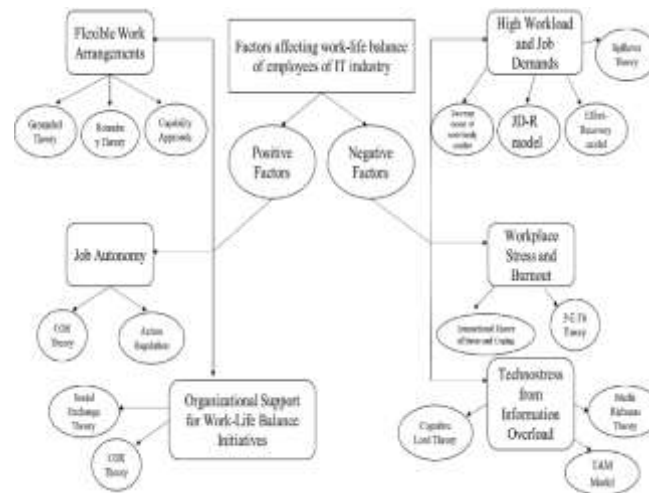 Flexible Work
Arrangements
Factors affecting work-life balance
of employees of IT industry
High Workload
and Job
Demands
Spillover
Theory
Grounded Theory
Theory
Capability
Approach
Positive
Factors
Negative
Factors
JD-R
model
Effort-
Recovery
model
Job Autonomy
Workplace
Stress and
Burnout
COR
Theory
Action
Regulation
Transactional theory
of Stress and Coping
Theory
Social
Exchange
Theory
Organizational Support
for Work-Life Balance
Initiatives
COR
Theory
Technostress
from
Information
Overload
Cognitive
Load Theory
Media
Richness
Theory
TAM
Model